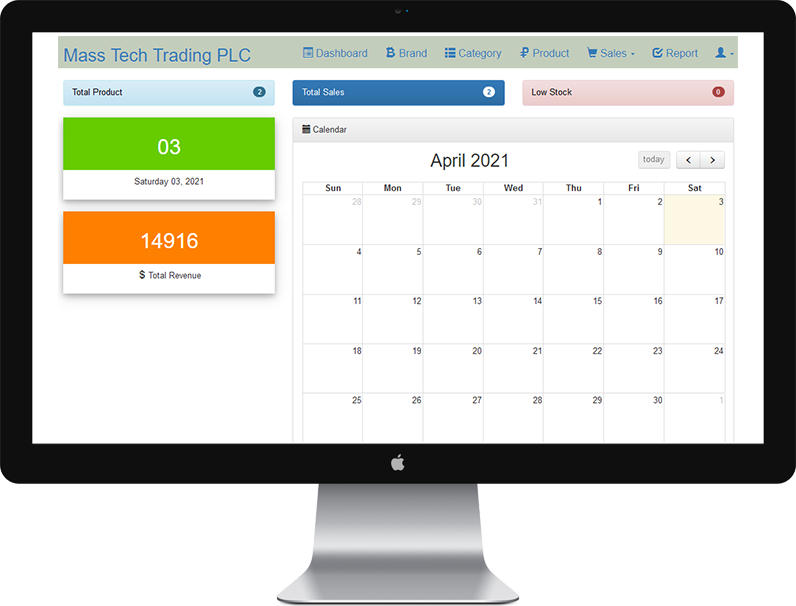 Mass Tech Trading PLC Dashboard Brand Category Product Sales Report
Total Product 2 Total Sales 2 Low Stock 0
03
Saturday 03, 2021
14916
$ Total Revenue
Calendar
April 2021 today
Sun Mon Tue Wed Thu Fri Sat
28 29 30 31 1 2 3
4 5 6 7 8 9 10
11 12 13 14 15 16 17
18 19 20 21 22 23 24
25 26 27 28 29 30 1